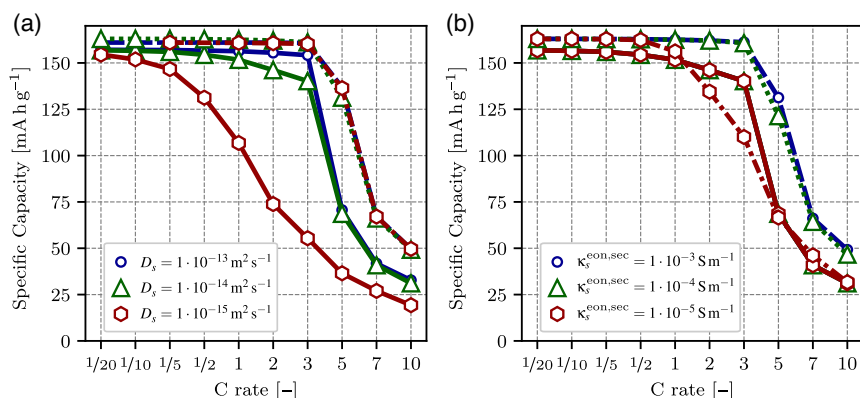 (a)
Specific Capacity [mA h g⁻¹]
150
125
100
75
50
25
0
D_s = 1·10⁻¹³ m² s⁻¹
D_s = 1·10⁻¹⁴ m² s⁻¹
D_s = 1·10⁻¹⁵ m² s⁻¹
1/20 1/10 1/5 1/2 1 2 3 5 7 10
C rate [–]
(b)
Specific Capacity [mA h g⁻¹]
150
125
100
75
50
25
0
κ_s^eon,sec = 1·10⁻³ S m⁻¹
κ_s^eon,sec = 1·10⁻⁴ S m⁻¹
κ_s^eon,sec = 1·10⁻⁵ S m⁻¹
1/20 1/10 1/5 1/2 1 2 3 5 7 10
C rate [–]